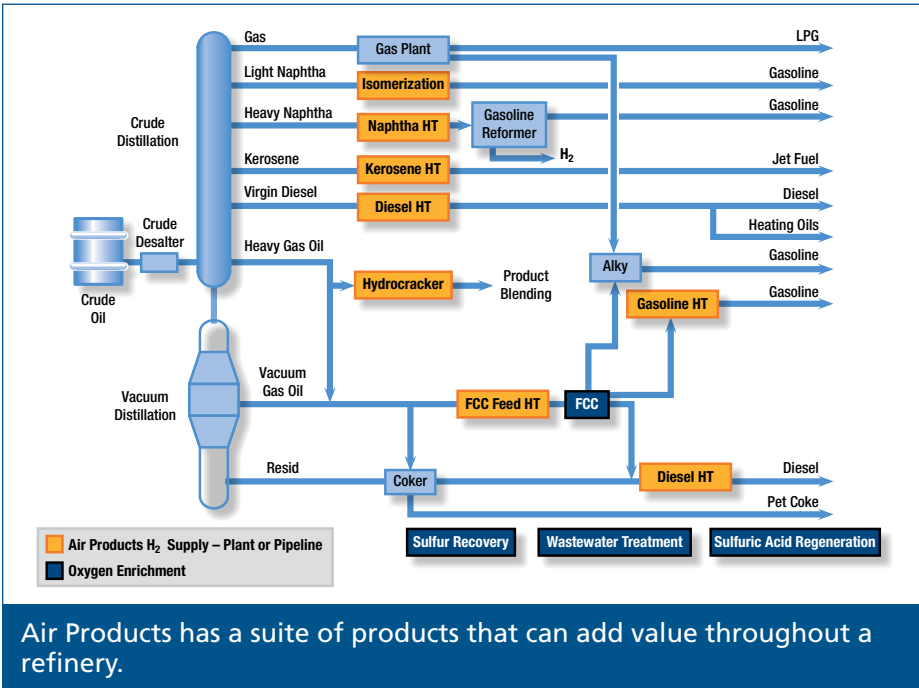 Gas
Gas Plant
LPG
Light Naphtha
Isomerization
Gasoline
Heavy Naphtha
Naphtha HT
Gasoline
Reformer
Gasoline
H₂
Crude
Distillation
Kerosene
Kerosene HT
Jet Fuel
Virgin Diesel
Diesel HT
Diesel
Heating Oils
Crude
Desalter
Heavy Gas Oil
Alky
Gasoline
Crude
Oil
Hydrocracker
Product
Blending
Gasoline HT
Gasoline
Vacuum
Distillation
Vacuum
Gas Oil
FCC Feed HT
FCC
Resid
Coker
Diesel HT
Diesel
Pet Coke
Air Products H₂ Supply – Plant or Pipeline
Oxygen Enrichment
Sulfur Recovery
Wastewater Treatment
Sulfuric Acid Regeneration
Air Products has a suite of products that can add value throughout a
refinery.